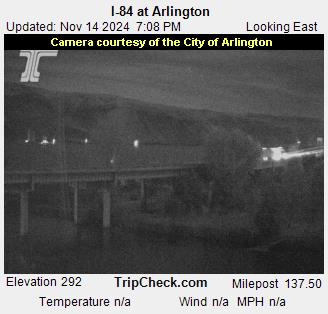 I-84 at Arlington
Updated: Nov 14 2024 7:08 PM Looking East
Camera courtesy of the City of Arlington
Elevation 292 TripCheck.com Milepost 137.50
Temperature n/a Wind n/a MPH n/a